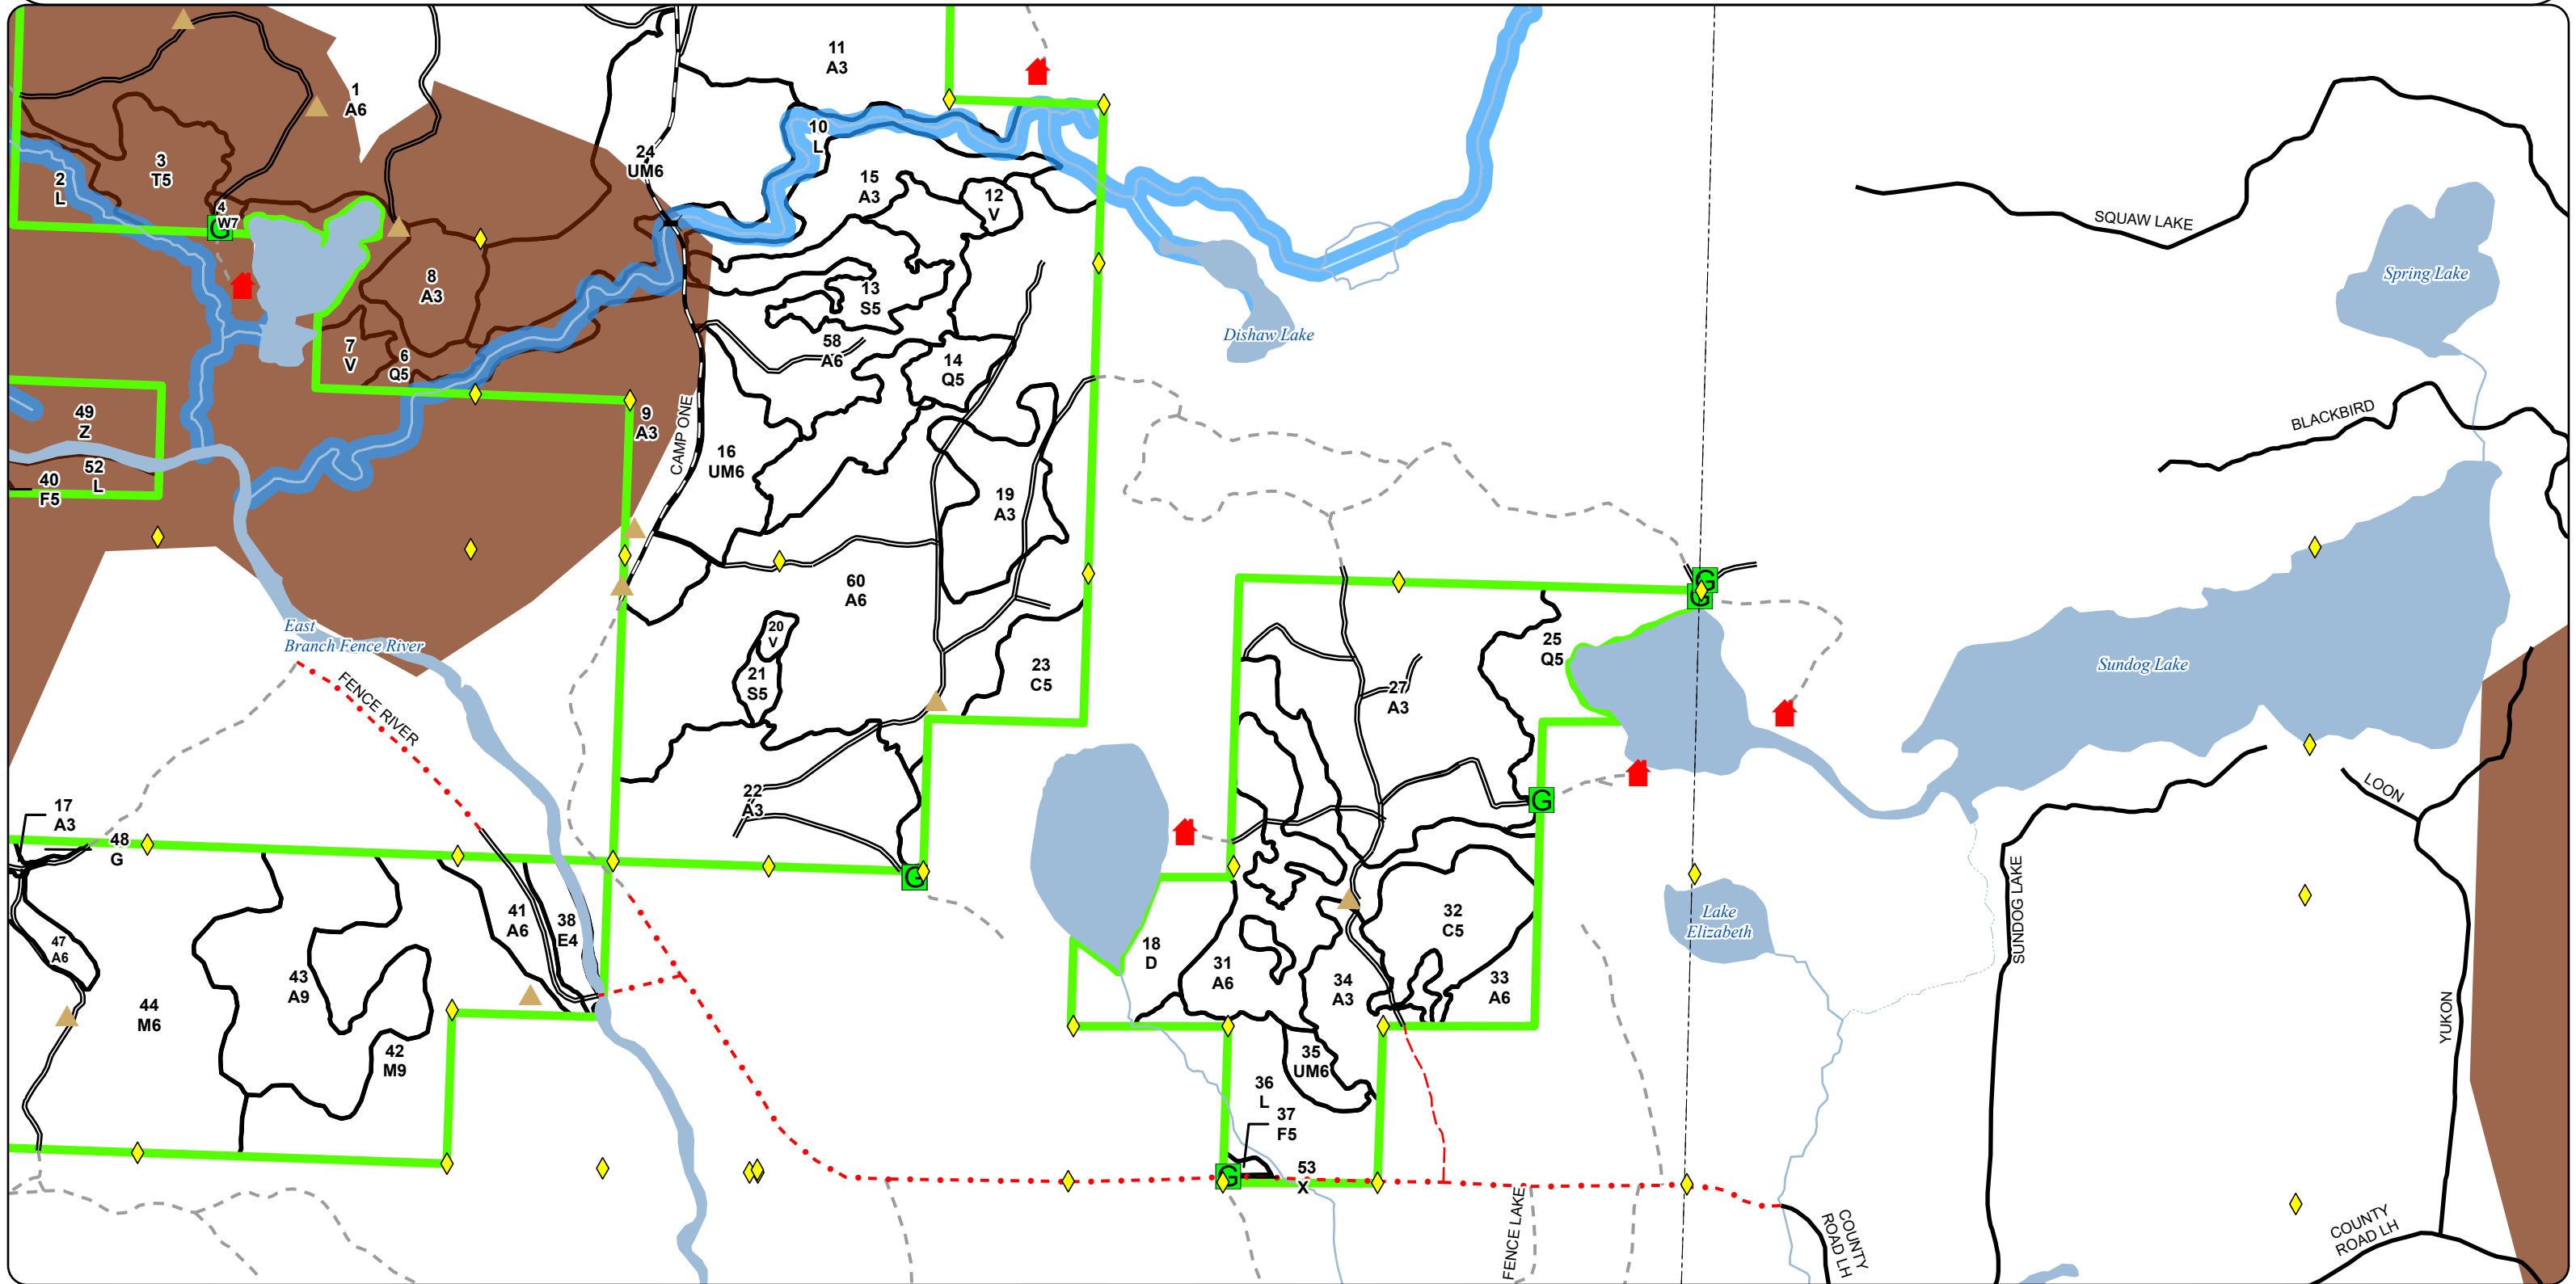 11
A3
1
A6
10
L
24
UM6
3
T5
2
L
15
A3
12
V
4
W7
G
SQUAW LAKE
Spring Lake
8
A3
13
S5
Dishaw Lake
7
V
6
Q5
58
A6
14
Q5
49
Z
9
A3
CAMP ONE
BLACKBIRD
16
UM6
52
L
40
F5
19
A3
60
A6
G
G
East
Branch Fence River
20
V
25
Q5
21
S5
23
C5
27
A3
Sundog Lake
FENCE RIVER
LOON
22
A3
G
17
A3
48
G
G
SUNDOG LAKE
41
A6
38
E4
32
C5
Lake
Elizabeth
47
A6
18
D
43
A9
31
A6
34
A3
33
A6
44
M6
YUKON
42
M9
35
UM6
36
L
37
F5
G
53
X
FENCE LAKE
COUNTY
ROAD LH
COUNTY
ROAD LH